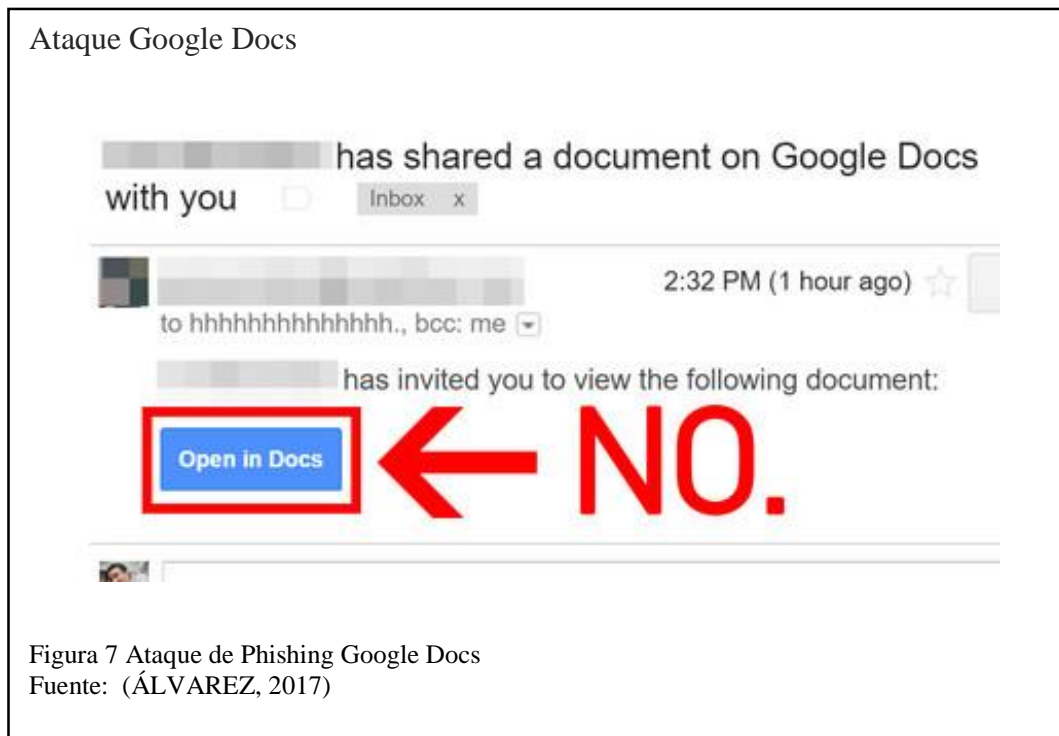 Ataque Google Docs
has shared a document on Google Docs
with you Inbox x
2:32 PM (1 hour ago)
to hhhhhhhhhhhhhhh., bcc: me
has invited you to view the following document:
Open in Docs
NO.
Figura 7 Ataque de Phishing Google Docs
Fuente: (ÁLVAREZ, 2017)